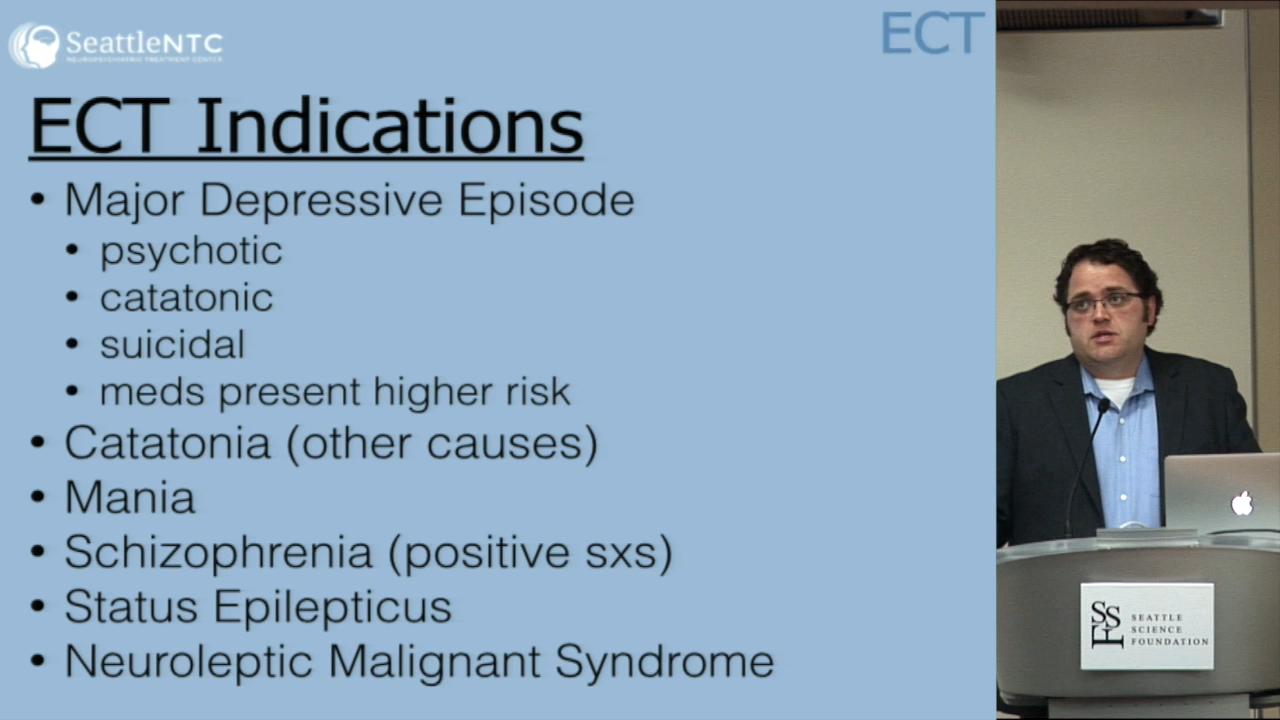 SeattleNTC
NEUROPSYCHIATRIC TREATMENT CENTER
ECT
ECT Indications
• Major Depressive Episode
• psychotic
• catatonic
• suicidal
• meds present higher risk
• Catatonia (other causes)
• Mania
• Schizophrenia (positive sxs)
• Status Epilepticus
• Neuroleptic Malignant Syndrome
SSF
SEATTLE
SCIENCE
FOUNDATION